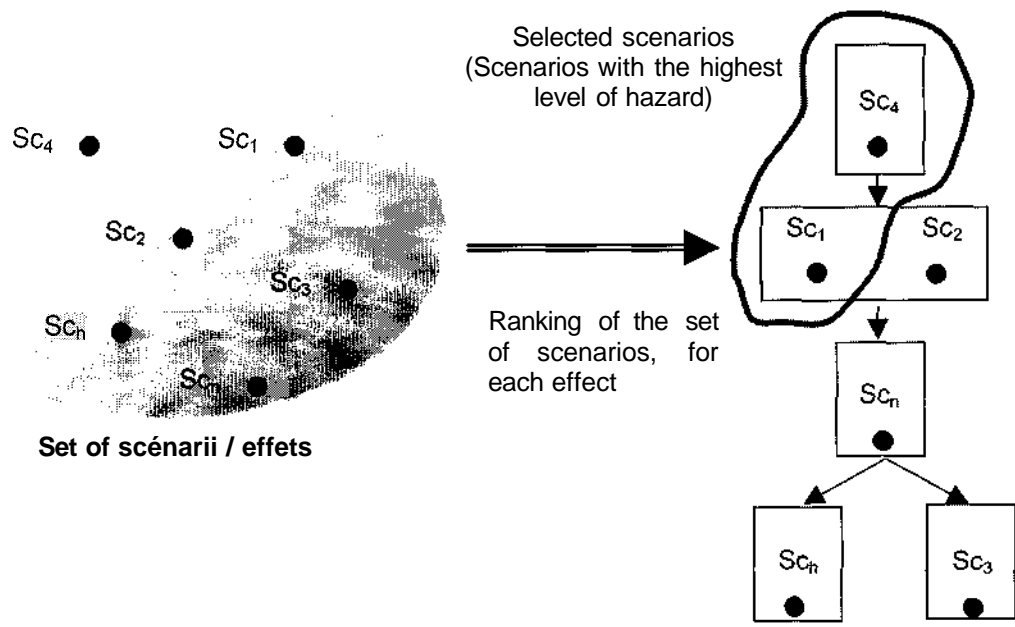 Selected scenarios
(Scenarios with the highest
level of hazard)
Sc₄
Sc₁
Sc₂
Sc₃
Scₕ
Scₙ
Set of scénarii / effets
Ranking of the set
of scenarios, for
each effect
Sc₄
Sc₁
Sc₂
Scₙ
Scₕ
Sc₃